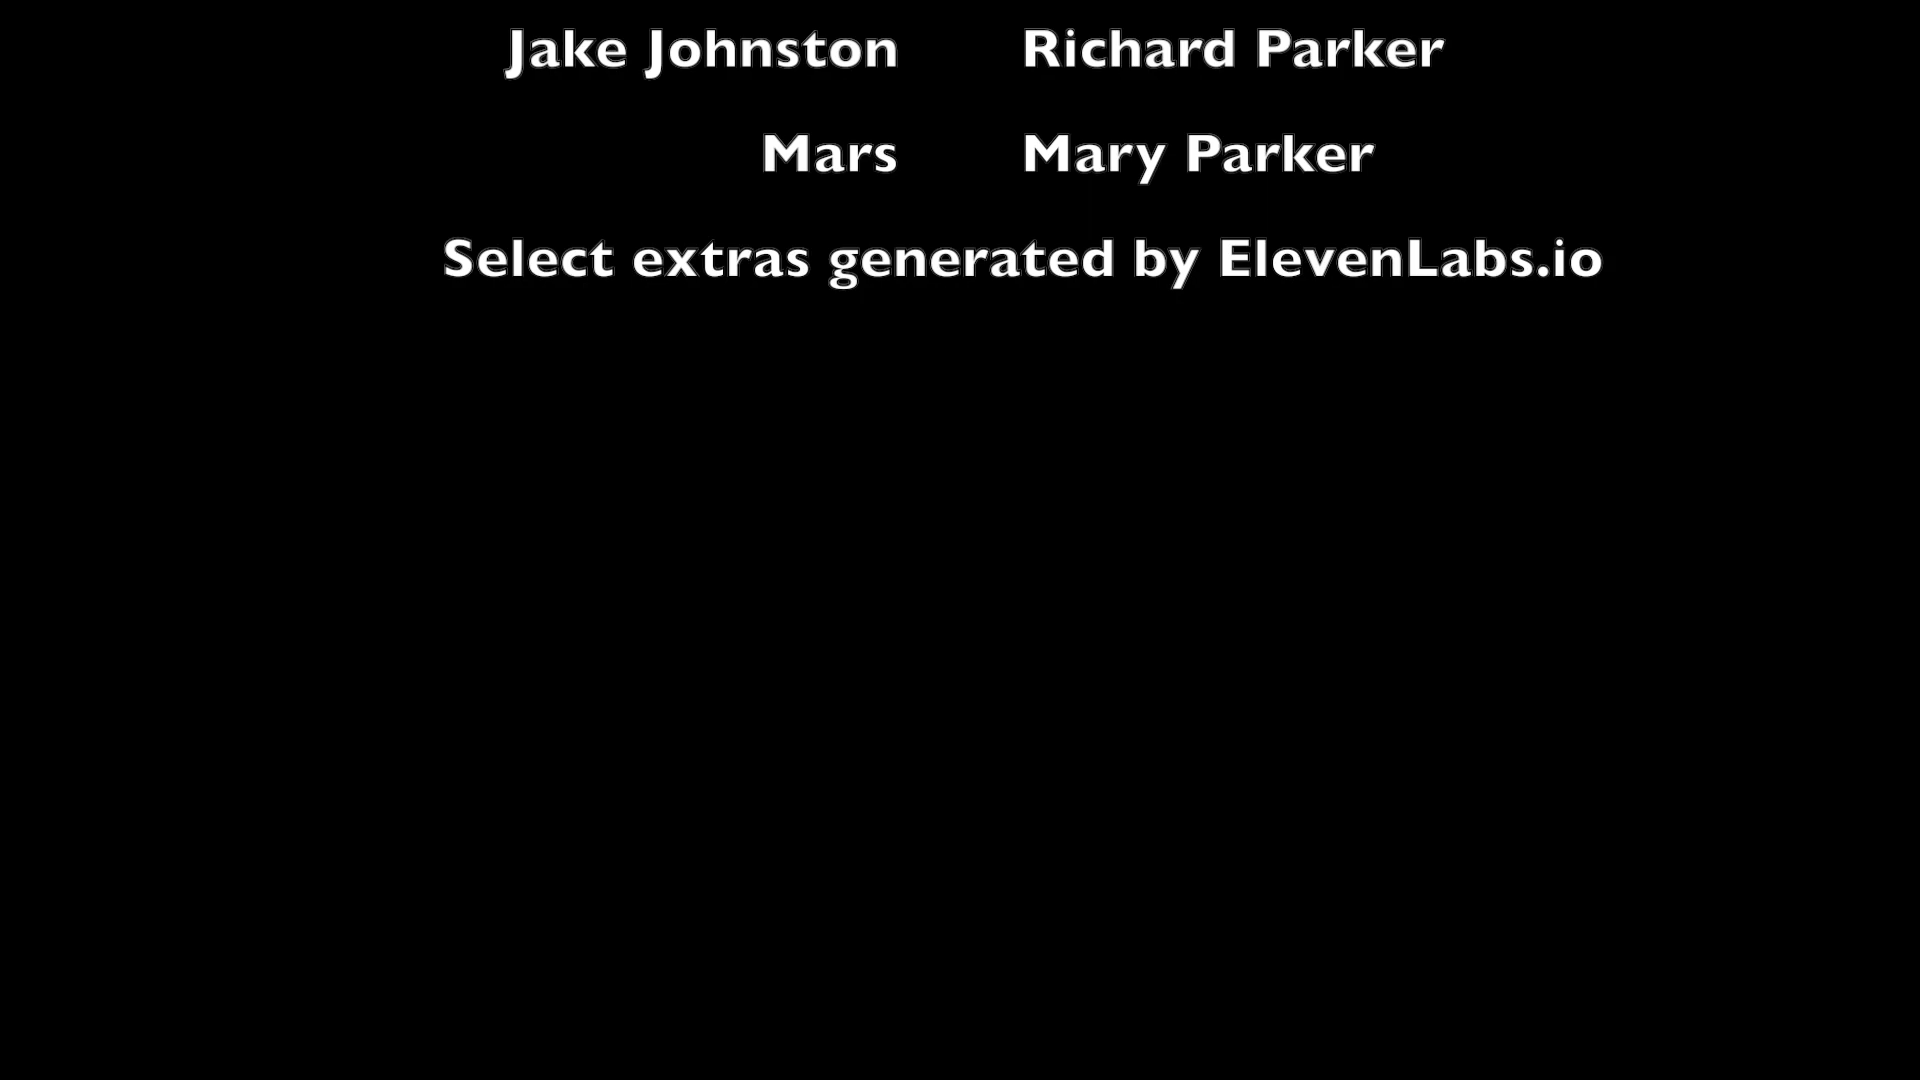 Jake Johnston Richard Parker
Mars Mary Parker
Select extras generated by ElevenLabs.io